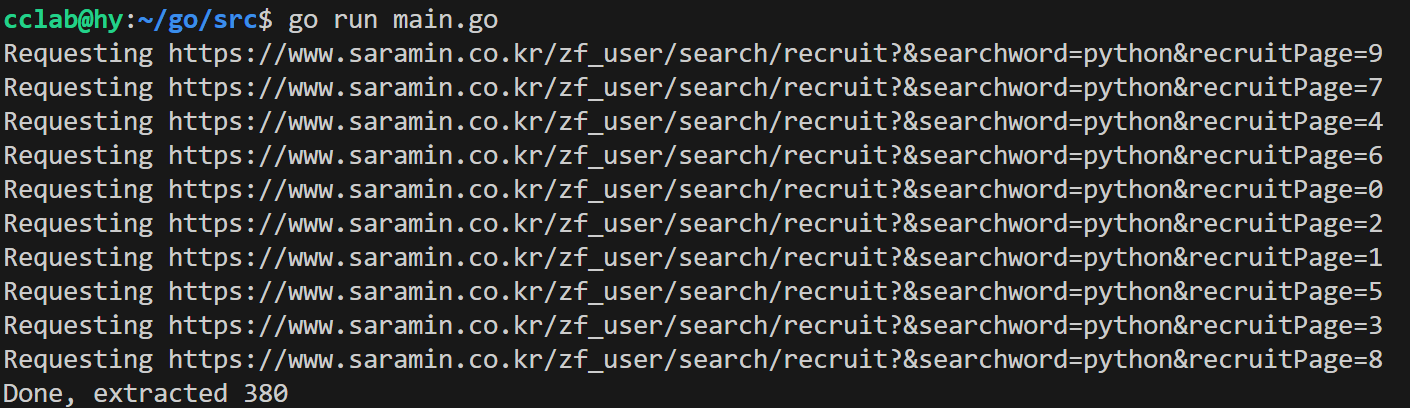 cclab@hy:~/go/src$ go run main.go
Requesting https://www.saramin.co.kr/zf_user/search/recruit?&searchword=python&recruitPage=9
Requesting https://www.saramin.co.kr/zf_user/search/recruit?&searchword=python&recruitPage=7
Requesting https://www.saramin.co.kr/zf_user/search/recruit?&searchword=python&recruitPage=4
Requesting https://www.saramin.co.kr/zf_user/search/recruit?&searchword=python&recruitPage=6
Requesting https://www.saramin.co.kr/zf_user/search/recruit?&searchword=python&recruitPage=0
Requesting https://www.saramin.co.kr/zf_user/search/recruit?&searchword=python&recruitPage=2
Requesting https://www.saramin.co.kr/zf_user/search/recruit?&searchword=python&recruitPage=1
Requesting https://www.saramin.co.kr/zf_user/search/recruit?&searchword=python&recruitPage=5
Requesting https://www.saramin.co.kr/zf_user/search/recruit?&searchword=python&recruitPage=3
Requesting https://www.saramin.co.kr/zf_user/search/recruit?&searchword=python&recruitPage=8
Done, extracted 380